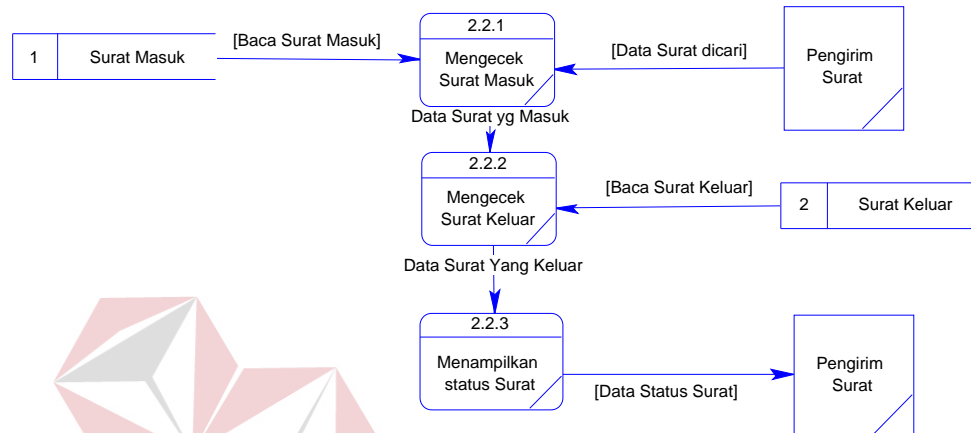 2.2.1
[Baca Surat Masuk]
[Data Surat dicari]
1
Surat Masuk
Mengecek
Surat Masuk
Pengirim
Surat
Data Surat yg Masuk
2.2.2
Mengecek
Surat Keluar
[Baca Surat Keluar]
2
Surat Keluar
Data Surat Yang Keluar
2.2.3
Menampilkan
status Surat
Pengirim
Surat
[Data Status Surat]